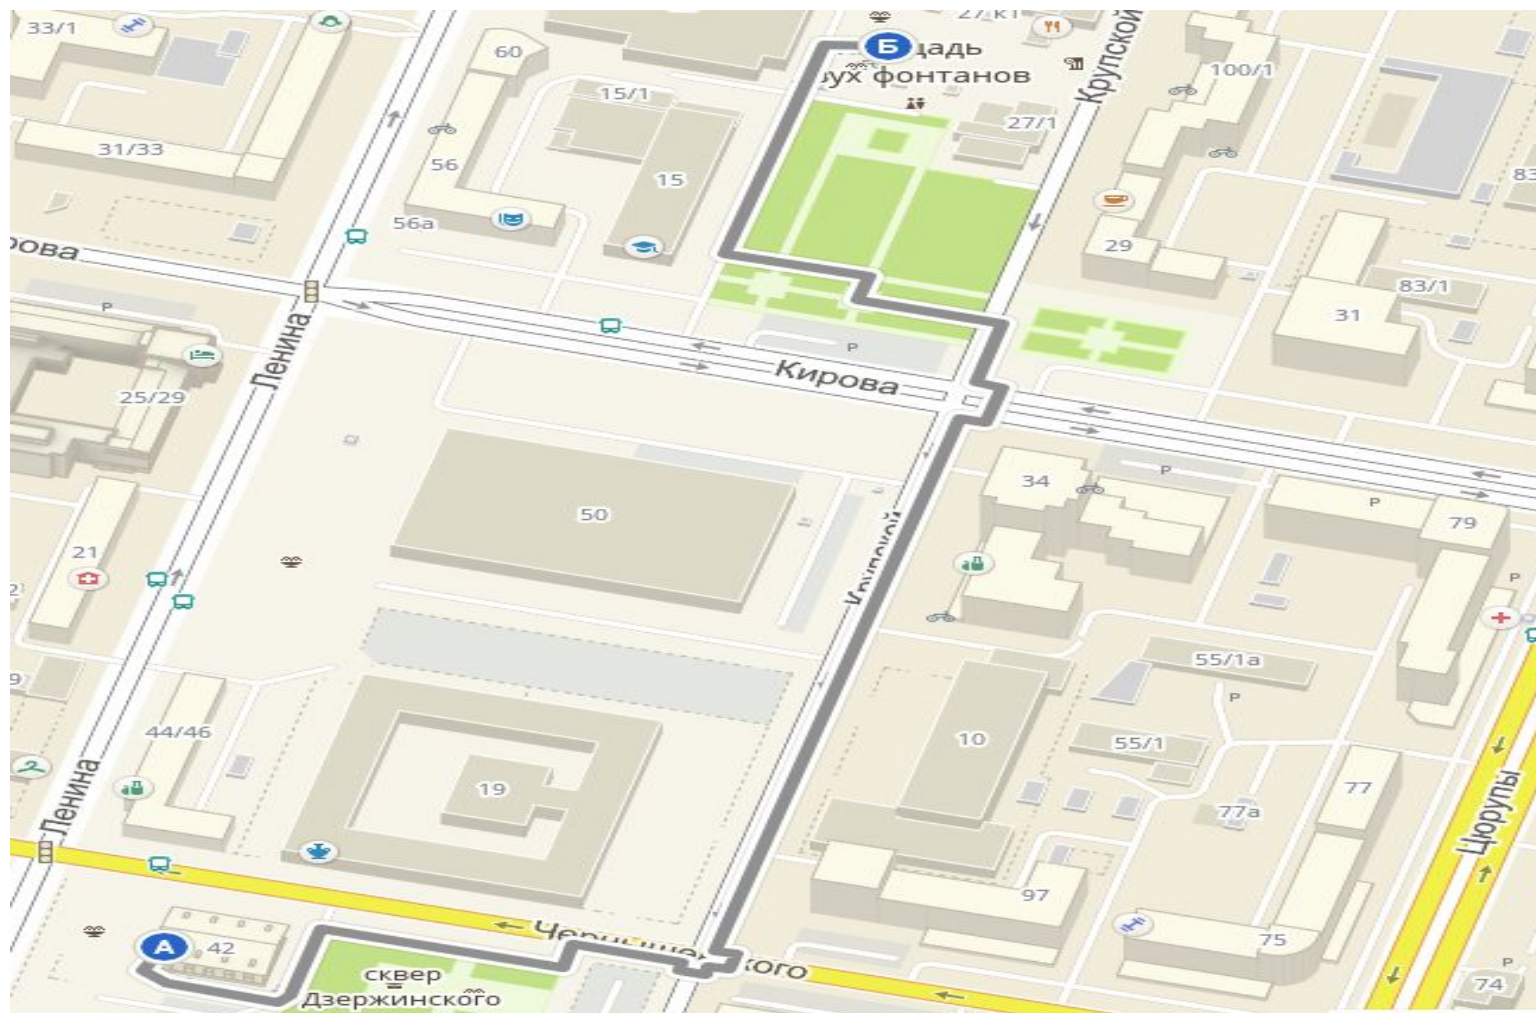 33/1
60
27 к1
Б
щадь
вух фонтанов
Крупской
100/1
15/1
27/1
31/33
56
15
83
56а
29
рова
83/1
31
P
P
Ленина
Кирова
25/29
34
P
P
50
79
21
Крупской
P
55/1а
P
44/46
10
55/1
19
77
77а
Ленина
Цюрупы
97
Чернышевского
А
42
75
сквер
Дзержинского
P
74